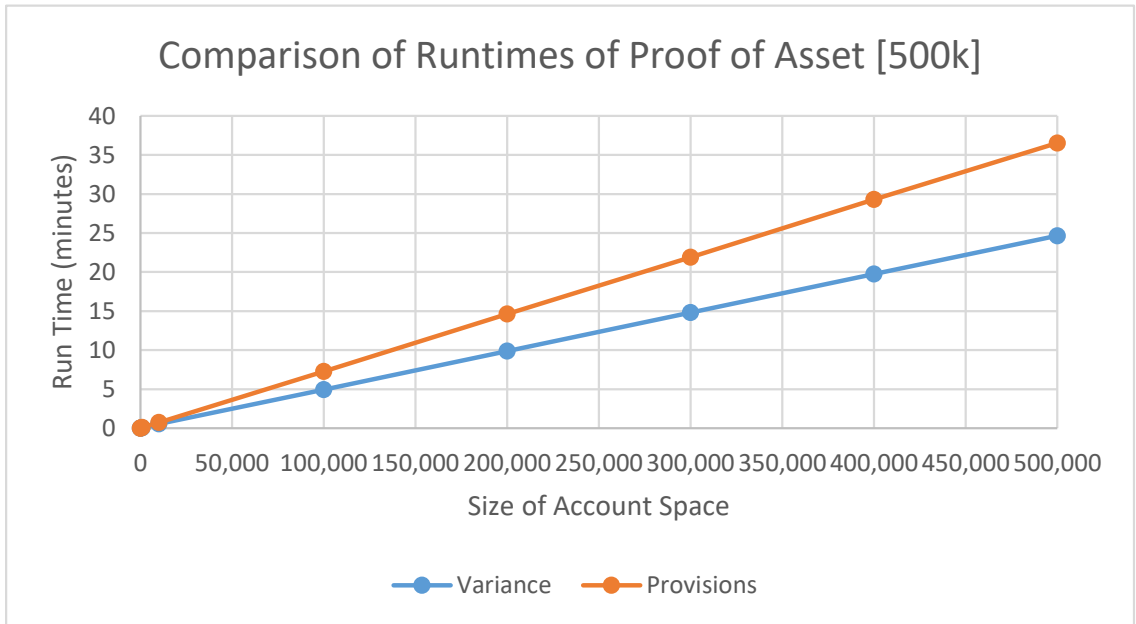 Comparison of Runtimes of Proof of Asset [500k]
Run Time (minutes)
40
35
30
25
20
15
10
5
0
0 50,000 100,000 150,000 200,000 250,000 300,000 350,000 400,000 450,000 500,000
Size of Account Space
Variance Provisions